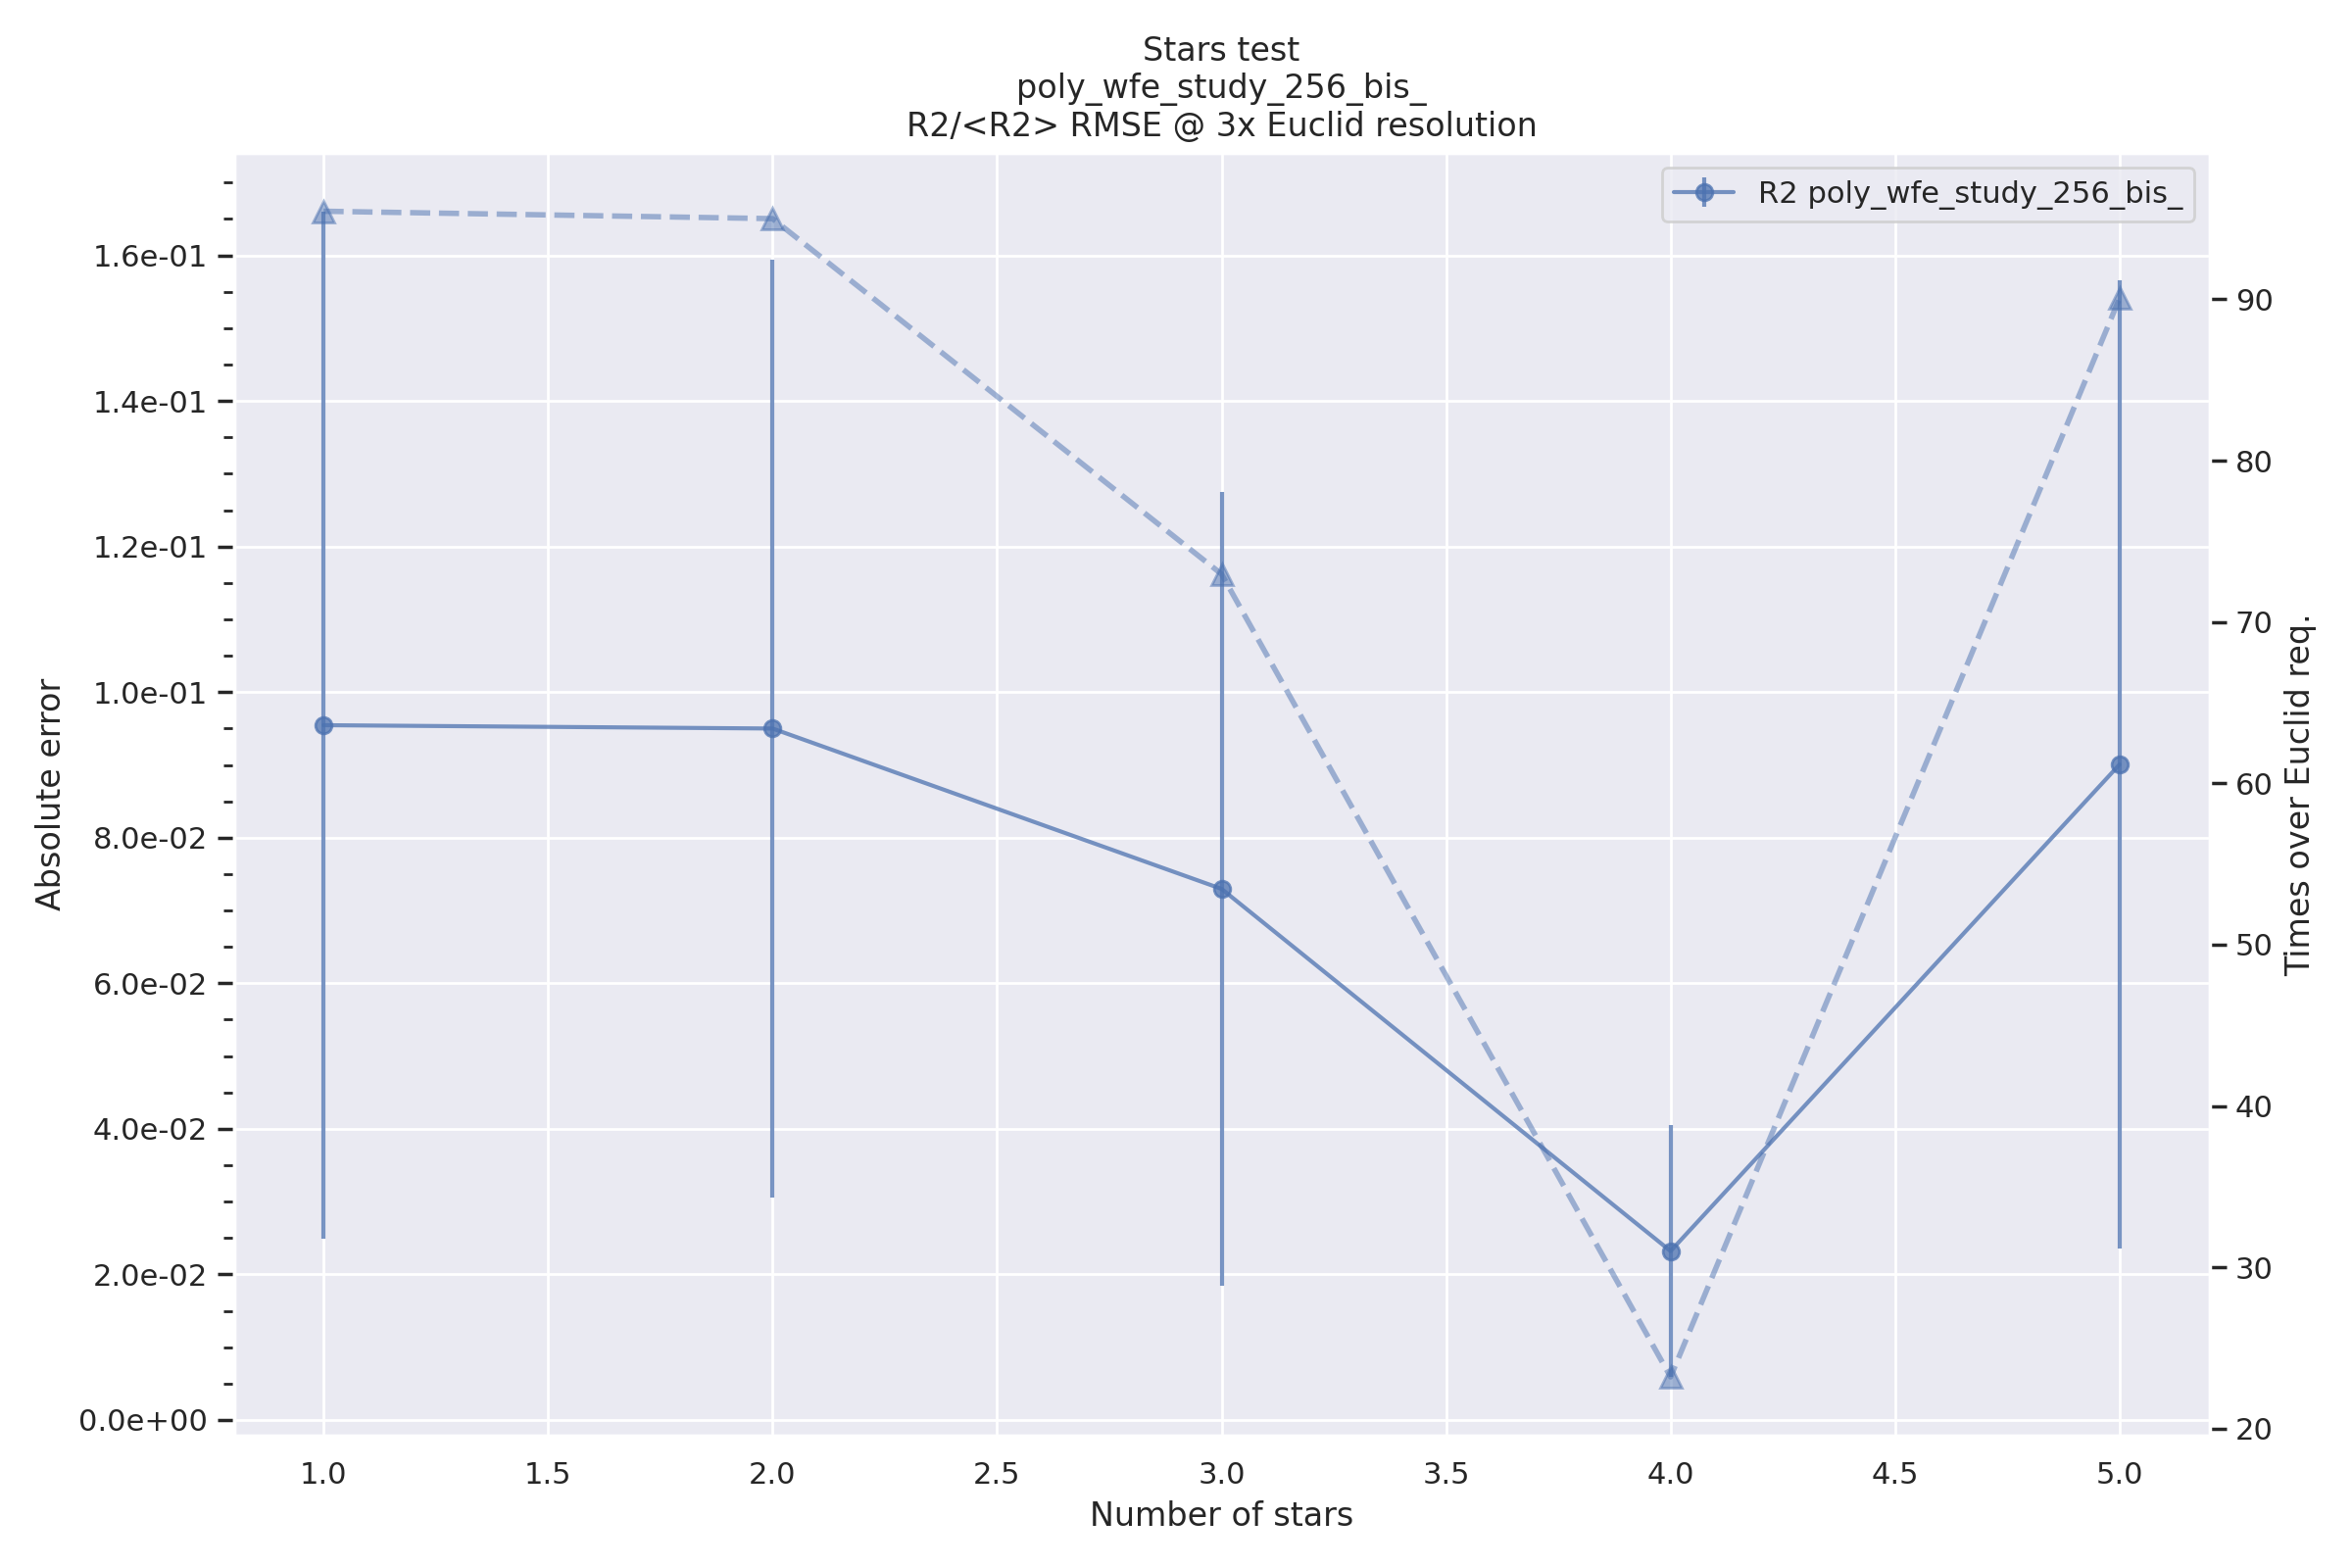 Stars test
poly_wfe_study_256_bis_
R2/<R2> RMSE @ 3x Euclid resolution
R2 poly_wfe_study_256_bis_
Absolute error
1.6e-01
1.4e-01
1.2e-01
1.0e-01
8.0e-02
6.0e-02
4.0e-02
2.0e-02
0.0e+00
90
80
70
60
50
40
30
20
Times over Euclid req.
1.0 1.5 2.0 2.5 3.0 3.5 4.0 4.5 5.0
Number of stars